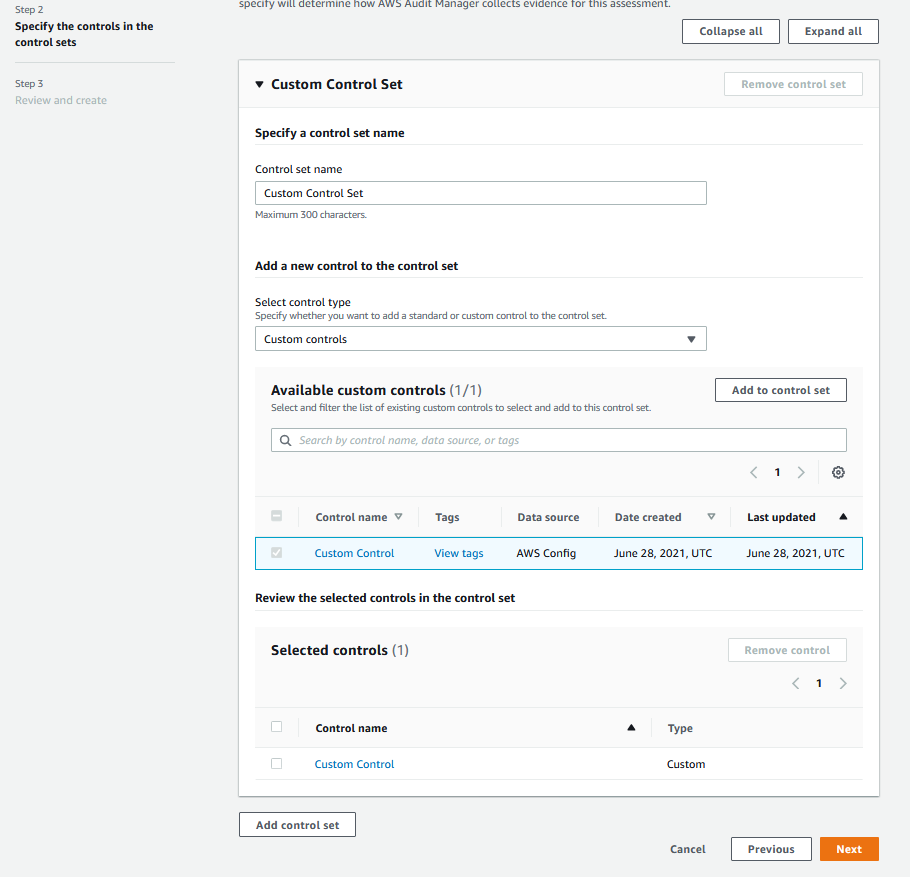 specify will determine how AWS Audit Manager collects evidence for this assessment.
Step 2
Specify the controls in the
control sets
Step 3
Review and create
Collapse all
Expand all
Custom Control Set
Remove control set
Specify a control set name
Control set name
Custom Control Set
Maximum 300 characters.
Add a new control to the control set
Select control type
Specify whether you want to add a standard or custom control to the control set.
Custom controls
Available custom controls (1/1)
Add to control set
Select and filter the list of existing custom controls to select and add to this control set.
Search by control name, data source, or tags
1
Control name Tags Data source Date created Last updated
Custom Control View tags AWS Config June 28, 2021, UTC June 28, 2021, UTC
Review the selected controls in the control set
Selected controls (1)
Remove control
1
Control name Type
Custom Control Custom
Add control set
Cancel Previous Next